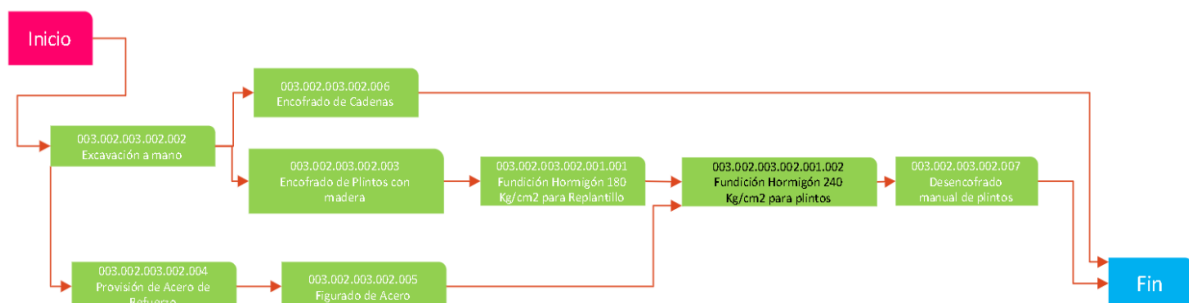 Inicio
003.002.003.002.006
Encofrado de Cadenas
003.002.003.002.002
Excavación a mano
003.002.003.002.003
Encofrado de Plintos con
madera
003.002.003.002.001.001
Fundición Hormigón 180
Kg/cm2 para Replantillo
003.002.003.002.001.002
Fundición Hormigón 240
Kg/cm2 para plintos
003.002.003.002.007
Desencofrado
manual de plintos
003.002.003.002.004
Provisión de Acero de
Refuerzo
003.002.003.002.005
Figurado de Acero
Fin